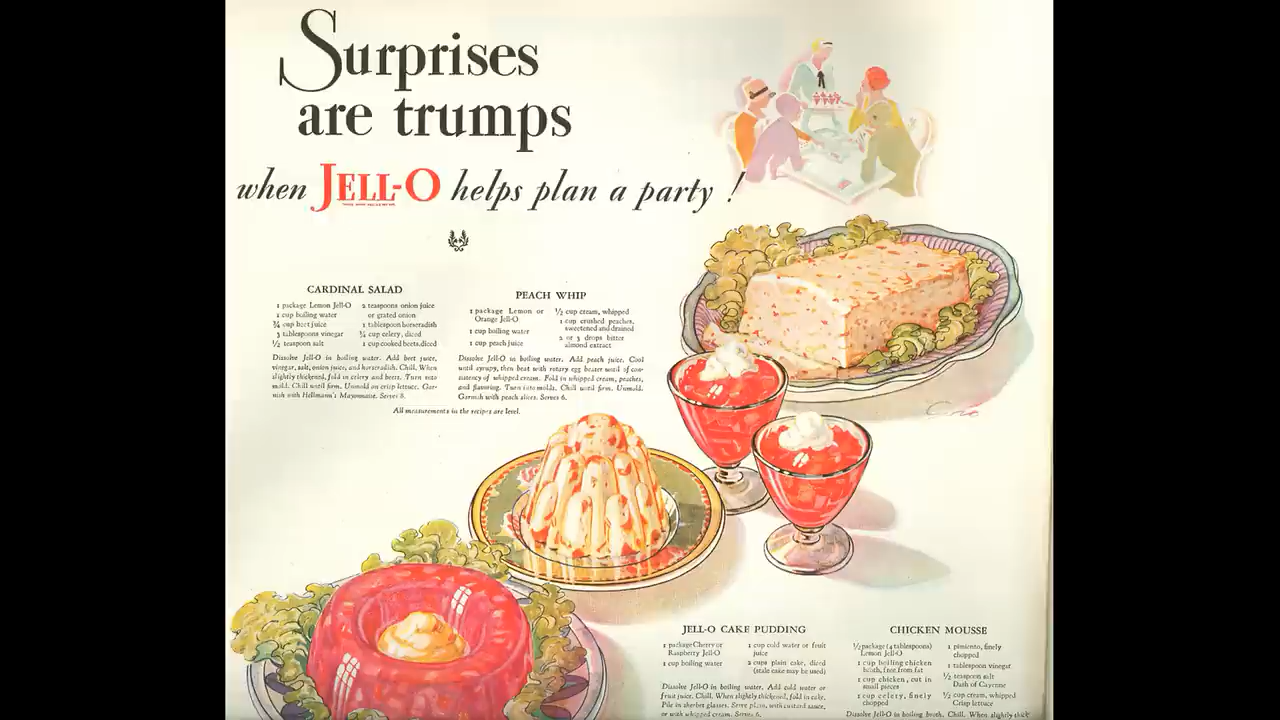 Surprises
are trumps
when JELL-O helps plan a party !
CARDINAL SALAD
1 package Lemon Jell-O
1 cup boiling water
¾ cup beet juice
3 tablespoons vinegar
½ teaspoon salt
2 teaspoons onion juice
or grated onion
1 tablespoon horseradish
¾ cup celery, diced
1 cup cooked beets, diced
Dissolve Jell-O in boiling water. Add beet juice,
vinegar, salt, onion juice, and horseradish. Chill. When
slightly thickened, fold in celery and beets. Turn into
mold. Chill until firm. Unmold on crisp lettuce. Gar-
nish with Hellmann's Mayonnaise. Serves 8.
PEACH WHIP
1 package Lemon or
Orange Jell-O
1 cup boiling water
1 cup peach juice
½ cup cream, whipped
1 cup crushed peaches,
sweetened and drained
2 or 3 drops bitter
almond extract
Dissolve Jell-O in boiling water. Add peach juice. Cool
until syrupy, then beat with rotary egg beater until of con-
sistency of whipped cream. Fold in whipped cream, peaches,
and flavoring. Turn into molds. Chill until firm. Unmold.
Garnish with peach slices. Serves 6.
All measurements in the recipes are level.
JELL-O CAKE PUDDING
1 package Cherry or
Raspberry Jell-O
1 cup boiling water
1 cup cold water or fruit
juice
2 cups plain cake, diced
(stale cake may be used)
Dissolve Jell-O in boiling water. Add cold water or
fruit juice. Chill. When slightly thickened, fold in cake.
Pile in sherbet glasses. Serve plain, with custard sauce,
or with whipped cream. Serves 6.
CHICKEN MOUSSE
½ package (4 tablespoons)
Lemon Jell-O
1 cup boiling chicken
broth, free from fat
1 cup chicken, cut in
small pieces
1 cup celery, finely
chopped
1 pimiento, finely
chopped
1 tablespoon vinegar
½ teaspoon salt
Dash of Cayenne
½ cup cream, whipped
Crisp lettuce
Dissolve Jell-O in boiling broth. Chill. When slightly thick-